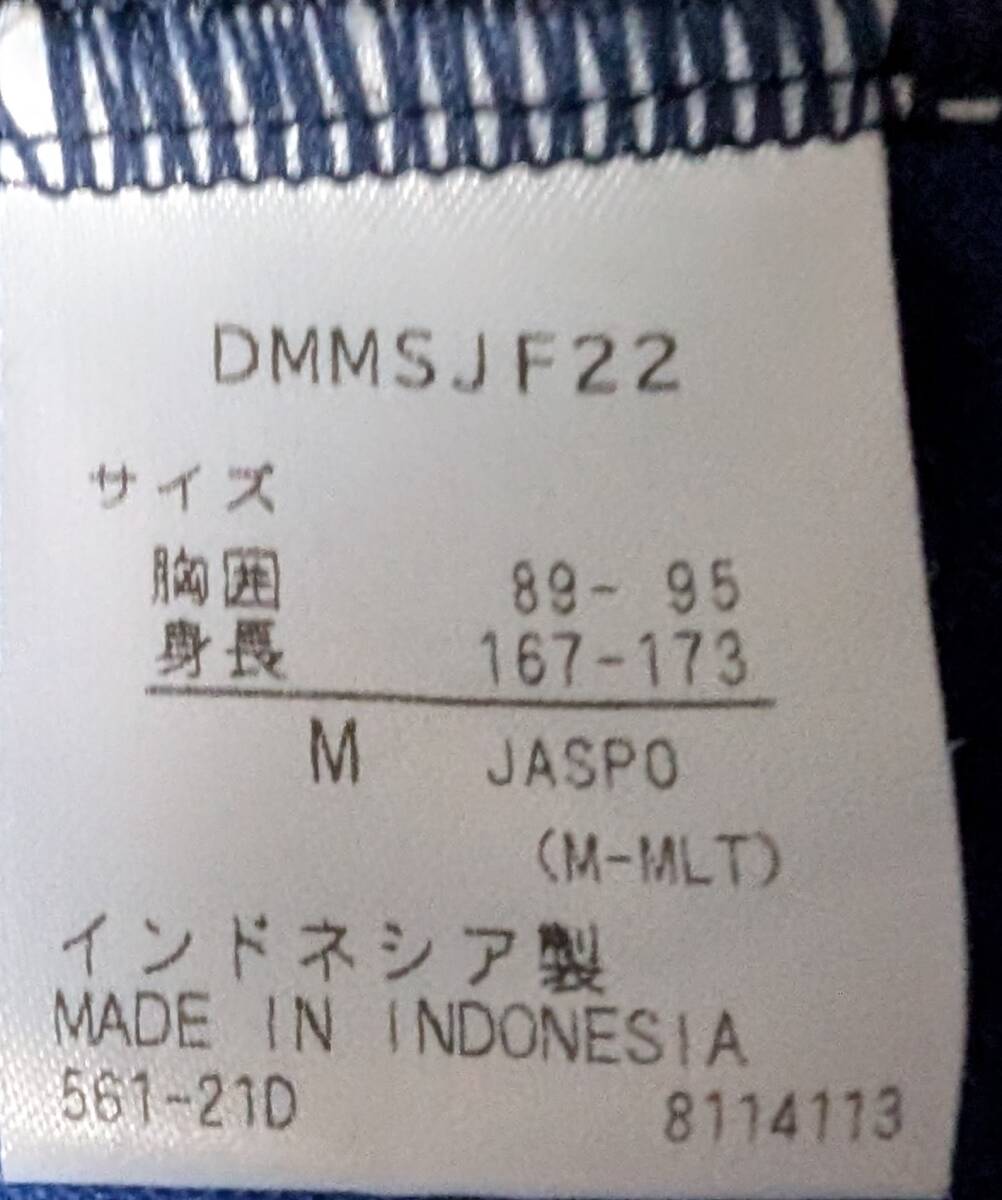 DMMSJF22
サイズ
胸囲 89- 95
身長 167-173
M JASPO
(M-MLT)
インドネシア製
MADE IN INDONESIA
561-21D 8114113